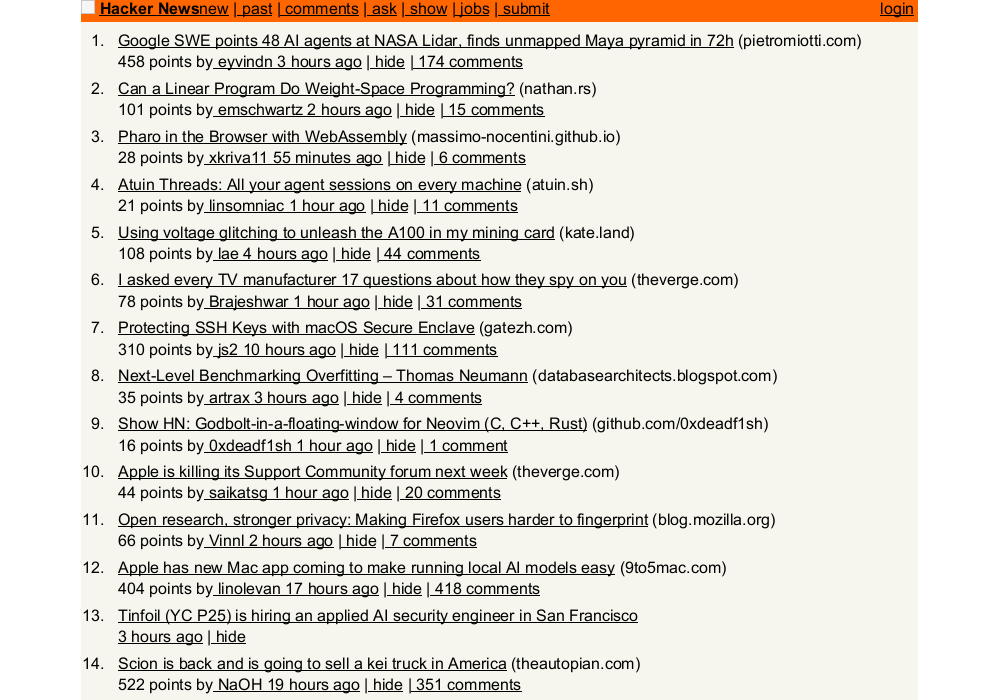 Hacker News new | past | comments | ask | show | jobs | submit login
1. Google SWE points 48 AI agents at NASA Lidar, finds unmapped Maya pyramid in 72h (pietromiotti.com)
458 points by eyvindn 3 hours ago | hide | 174 comments
2. Can a Linear Program Do Weight-Space Programming? (nathan.rs)
101 points by emschwartz 2 hours ago | hide | 15 comments
3. Pharo in the Browser with WebAssembly (massimo-nocentini.github.io)
28 points by xkriva11 55 minutes ago | hide | 6 comments
4. Atuin Threads: All your agent sessions on every machine (atuin.sh)
21 points by linsomniac 1 hour ago | hide | 11 comments
5. Using voltage glitching to unleash the A100 in my mining card (kate.land)
108 points by lae 4 hours ago | hide | 44 comments
6. I asked every TV manufacturer 17 questions about how they spy on you (theverge.com)
78 points by Brajeshwar 1 hour ago | hide | 31 comments
7. Protecting SSH Keys with macOS Secure Enclave (gatezh.com)
310 points by js2 10 hours ago | hide | 111 comments
8. Next-Level Benchmarking Overfitting – Thomas Neumann (databasearchitects.blogspot.com)
35 points by artrax 3 hours ago | hide | 4 comments
9. Show HN: Godbolt-in-a-floating-window for Neovim (C, C++, Rust) (github.com/0xdeadf1sh)
16 points by 0xdeadf1sh 1 hour ago | hide | 1 comment
10. Apple is killing its Support Community forum next week (theverge.com)
44 points by saikatsg 1 hour ago | hide | 20 comments
11. Open research, stronger privacy: Making Firefox users harder to fingerprint (blog.mozilla.org)
66 points by Vinnl 2 hours ago | hide | 7 comments
12. Apple has new Mac app coming to make running local AI models easy (9to5mac.com)
404 points by linolevan 17 hours ago | hide | 418 comments
13. Tinfoil (YC P25) is hiring an applied AI security engineer in San Francisco
3 hours ago | hide
14. Scion is back and is going to sell a kei truck in America (theautopian.com)
522 points by NaOH 19 hours ago | hide | 351 comments